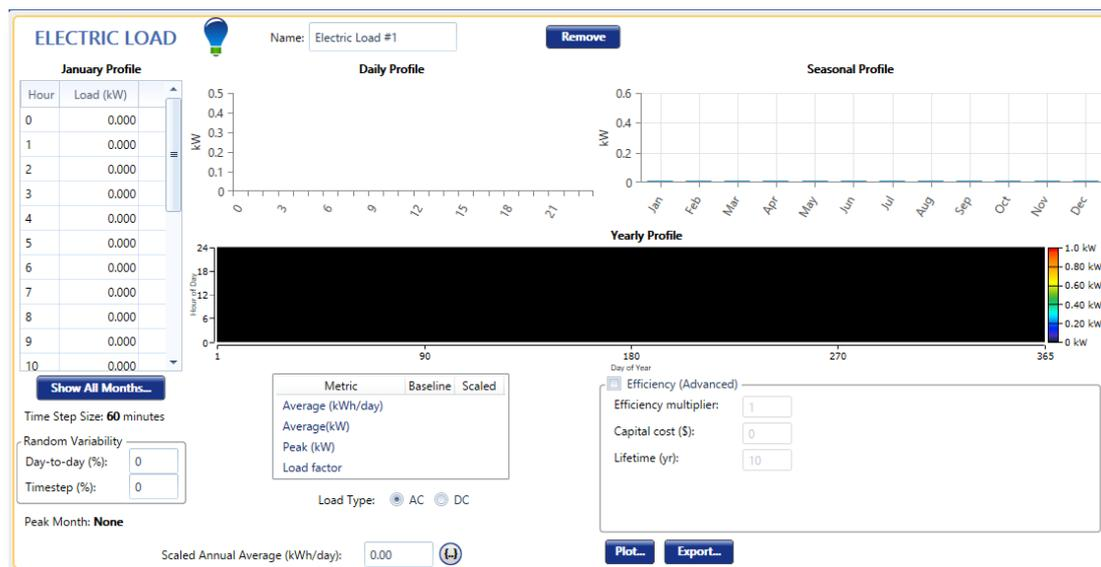 ELECTRIC LOAD
Name: Electric Load #1
Remove
January Profile
Hour Load (kW)
0 0.000
1 0.000
2 0.000
3 0.000
4 0.000
5 0.000
6 0.000
7 0.000
8 0.000
9 0.000
10 0.000
Show All Months...
Time Step Size: 60 minutes
Random Variability
Day-to-day (%): 0
Timestep (%): 0
Peak Month: None
Daily Profile
kW
0.5
0.4
0.3
0.2
0.1
0
0 3 6 9 12 15 18 21
Seasonal Profile
kW
0.6
0.4
0.2
0
Jan Feb Mar Apr May Jun Jul Aug Sep Oct Nov Dec
Yearly Profile
Hour of Day
24
18
12
6
0
1 90 180 270 365
Day of Year
1.0 kW
0.80 kW
0.60 kW
0.40 kW
0.20 kW
0 kW
Metric Baseline Scaled
Average (kWh/day)
Average(kW)
Peak (kW)
Load factor
Load Type: AC DC
Scaled Annual Average (kWh/day): 0.00 {..}
Efficiency (Advanced)
Efficiency multiplier: 1
Capital cost ($): 0
Lifetime (yr): 10
Plot... Export...